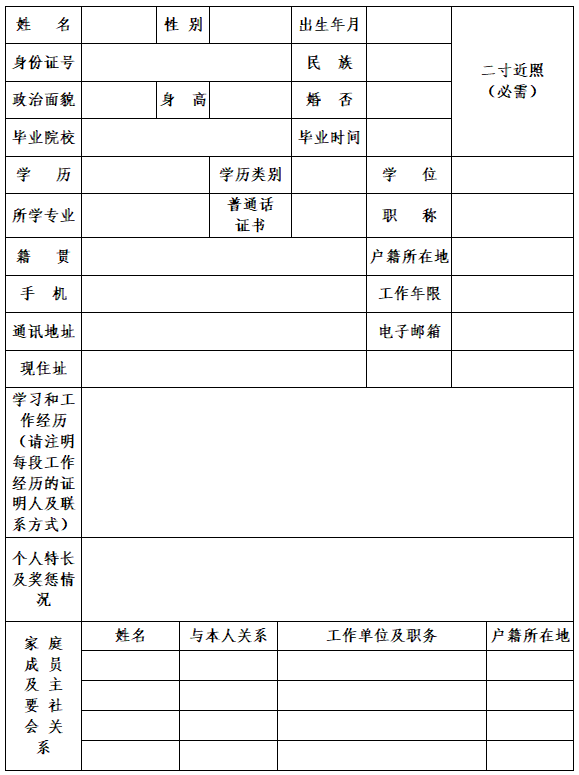 姓 名 性 别 出生年月
二寸近照
（必需）
身份证号 民 族
政治面貌 身 高 婚 否
毕业院校 毕业时间
学 历 学历类别 学 位
所学专业 普通话 职 称
证书
籍 贯 户籍所在地
手 机 工作年限
通讯地址 电子邮箱
现住址
学习和工
作经历
（请注明
每段工作
经历的证
明人及联
系方式）
个人特长
及奖惩情
况
家 庭
成 员
及 主
要 社
会 关
系
姓名 与本人关系 工作单位及职务 户籍所在地